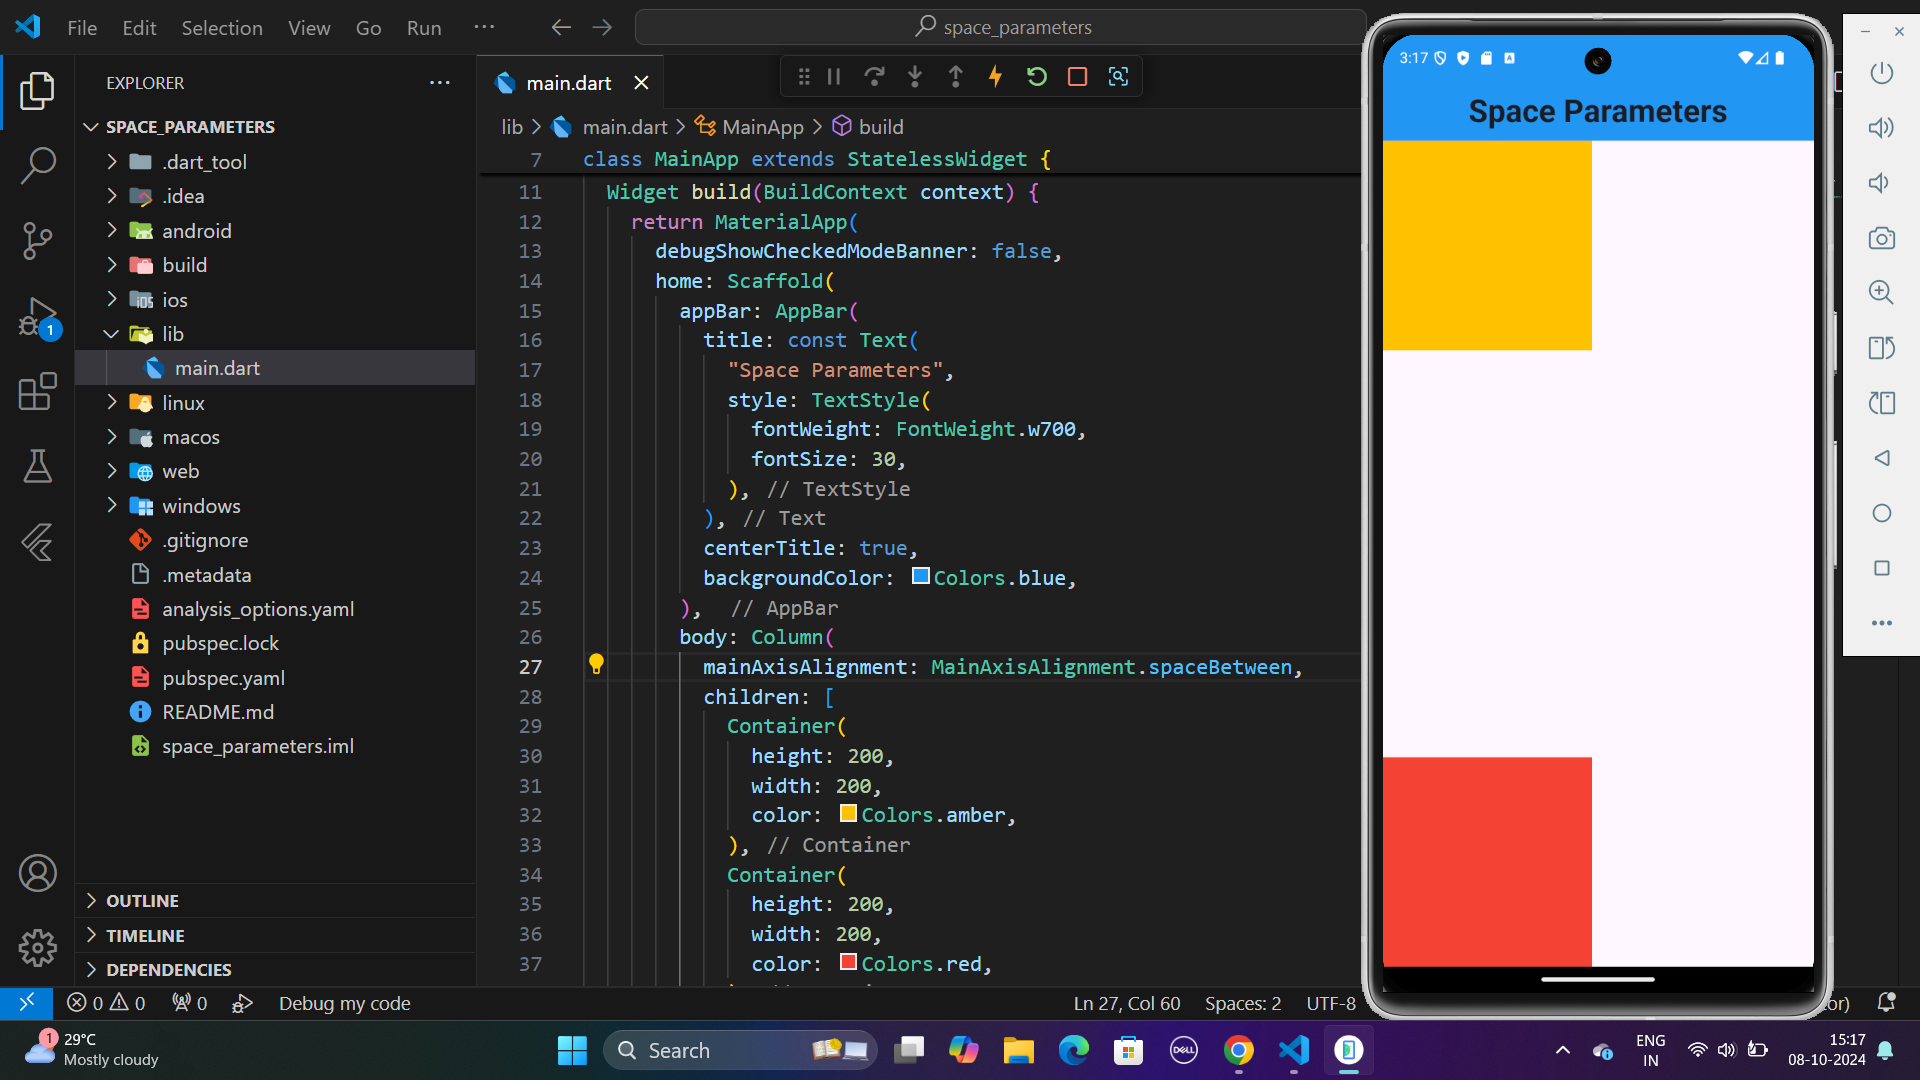 File Edit Selection View Go Run ...
space_parameters
EXPLORER
SPACE_PARAMETERS
.dart_tool
.idea
android
build
ios
lib
main.dart
linux
macos
web
windows
.gitignore
.metadata
analysis_options.yaml
pubspec.lock
pubspec.yaml
README.md
space_parameters.iml
OUTLINE
TIMELINE
DEPENDENCIES
1
main.dart
lib > main.dart > MainApp > build
7 class MainApp extends StatelessWidget {
11 Widget build(BuildContext context) {
12 return MaterialApp(
13 debugShowCheckedModeBanner: false,
14 home: Scaffold(
15 appBar: AppBar(
16 title: const Text(
17 "Space Parameters",
18 style: TextStyle(
19 fontWeight: FontWeight.w700,
20 fontSize: 30,
21 ), // TextStyle
22 ), // Text
23 centerTitle: true,
24 backgroundColor: Colors.blue,
25 ), // AppBar
26 body: Column(
27 mainAxisAlignment: MainAxisAlignment.spaceBetween,
28 children: [
29 Container(
30 height: 200,
31 width: 200,
32 color: Colors.amber,
33 ), // Container
34 Container(
35 height: 200,
36 width: 200,
37 color: Colors.red,
3:17
A
Space Parameters
0 0 0 Debug my code
Ln 27, Col 60 Spaces: 2 UTF-8
or)
1
29°C
Mostly cloudy
Search
DELL
ENG
IN
15:17
08-10-2024